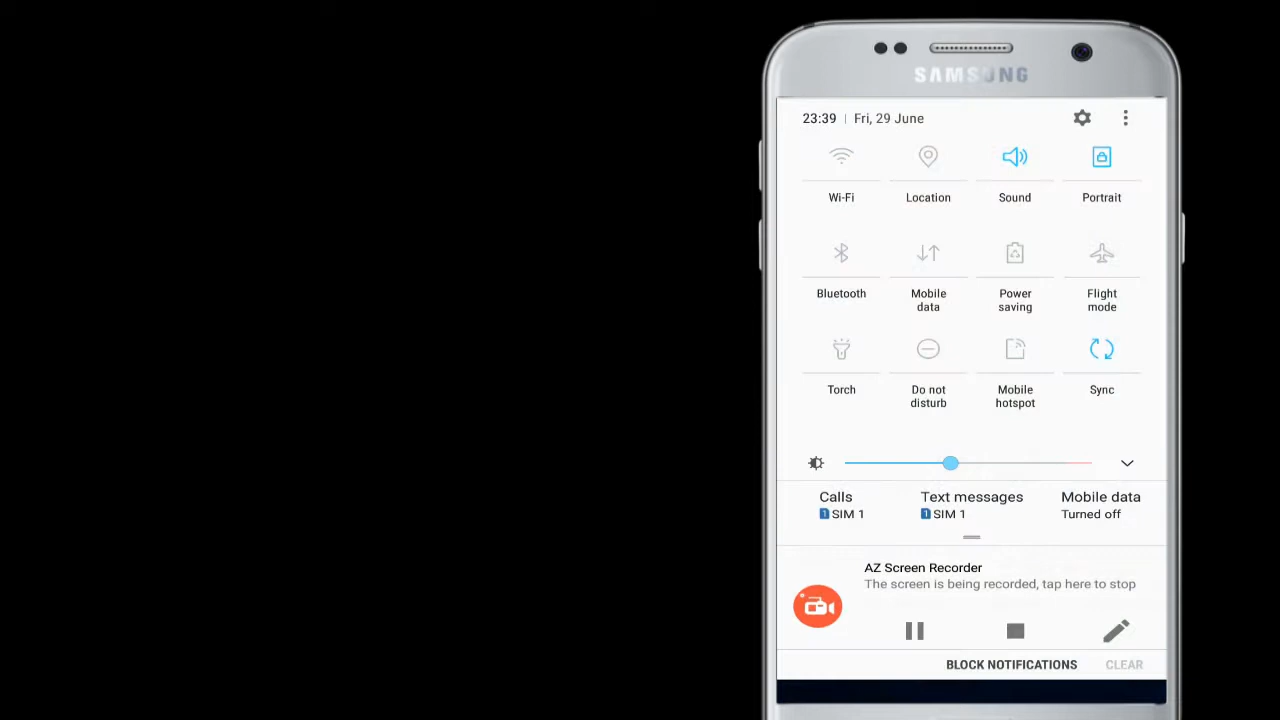 SAMSUNG
23:39 | Fri, 29 June
Wi-Fi Location Sound Portrait
Bluetooth Mobile data Power saving Flight mode
Torch Do not disturb Mobile hotspot Sync
Calls Text messages Mobile data
1 SIM 1 1 SIM 1 Turned off
AZ Screen Recorder
The screen is being recorded, tap here to stop
BLOCK NOTIFICATIONS CLEAR